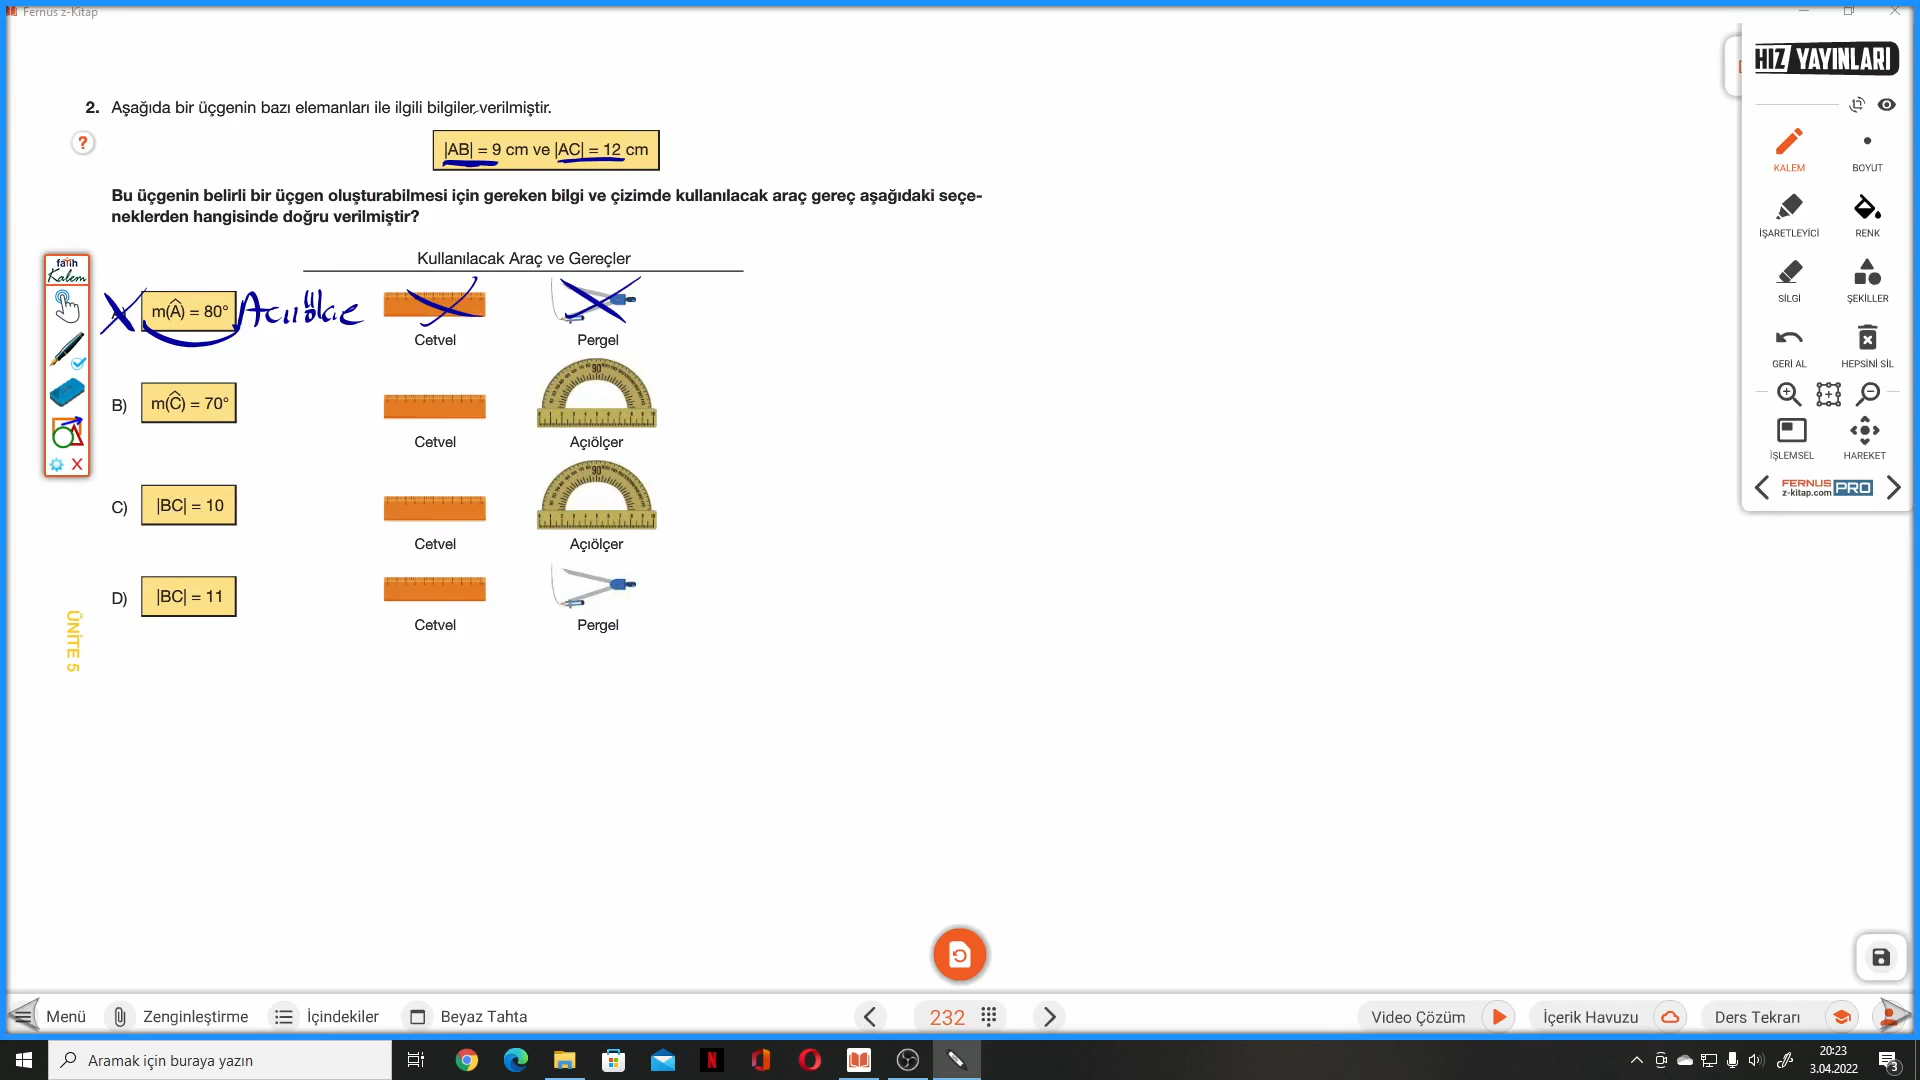 Fernus z-Kitap
HIZ YAYINLARI
2. Aşağıda bir üçgenin bazı elemanları ile ilgili bilgiler verilmiştir.
?
|AB| = 9 cm ve |AC| = 12 cm
Bu üçgenin belirli bir üçgen oluşturabilmesi için gereken bilgi ve çizimde kullanılacak araç gereç aşağıdaki seçe-
neklerden hangisinde doğru verilmiştir?
Kullanılacak Araç ve Gereçler
m(Â) = 80°
Cetvel Pergel
B) m(Ĉ) = 70°
90°
Cetvel Açıölçer
C) |BC| = 10
90°
Cetvel Açıölçer
D) |BC| = 11
Cetvel Pergel
ÜNİTE 5
fatih
Kalem
X
KALEM BOYUT
İŞARETLEYİCİ RENK
SİLGİ ŞEKİLLER
GERİ AL HEPSİNİ SİL
İŞLEMSEL HAREKET
FERNUS
z-kitap.com PRO
Menü Zenginleştirme İçindekiler Beyaz Tahta 232 Video Çözüm İçerik Havuzu Ders Tekrarı
Aramak için buraya yazın
20:23
3.04.2022
3